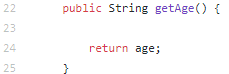 22 public String getAge() {
23
24 return age;
25 }